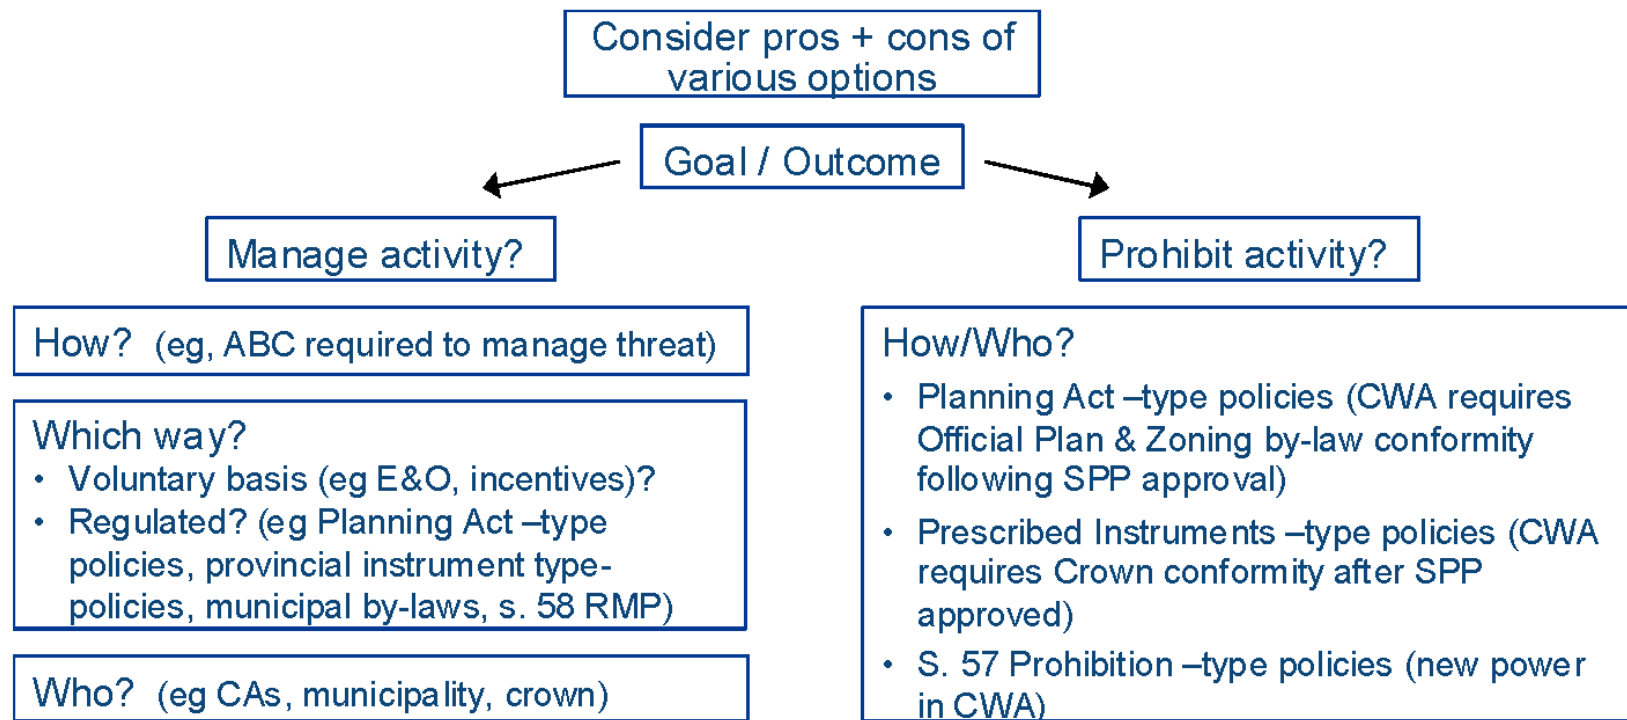 Consider pros + cons of
various options
Goal / Outcome
Manage activity?
Prohibit activity?
How? (eg, ABC required to manage threat)
Which way?
• Voluntary basis (eg E&O, incentives)?
• Regulated? (eg Planning Act –type
policies, provincial instrument type-
policies, municipal by-laws, s. 58 RMP)
Who? (eg CAs, municipality, crown)
How/Who?
• Planning Act –type policies (CWA requires
Official Plan & Zoning by-law conformity
following SPP approval)
• Prescribed Instruments –type policies (CWA
requires Crown conformity after SPP
approved)
• S. 57 Prohibition –type policies (new power
in CWA)